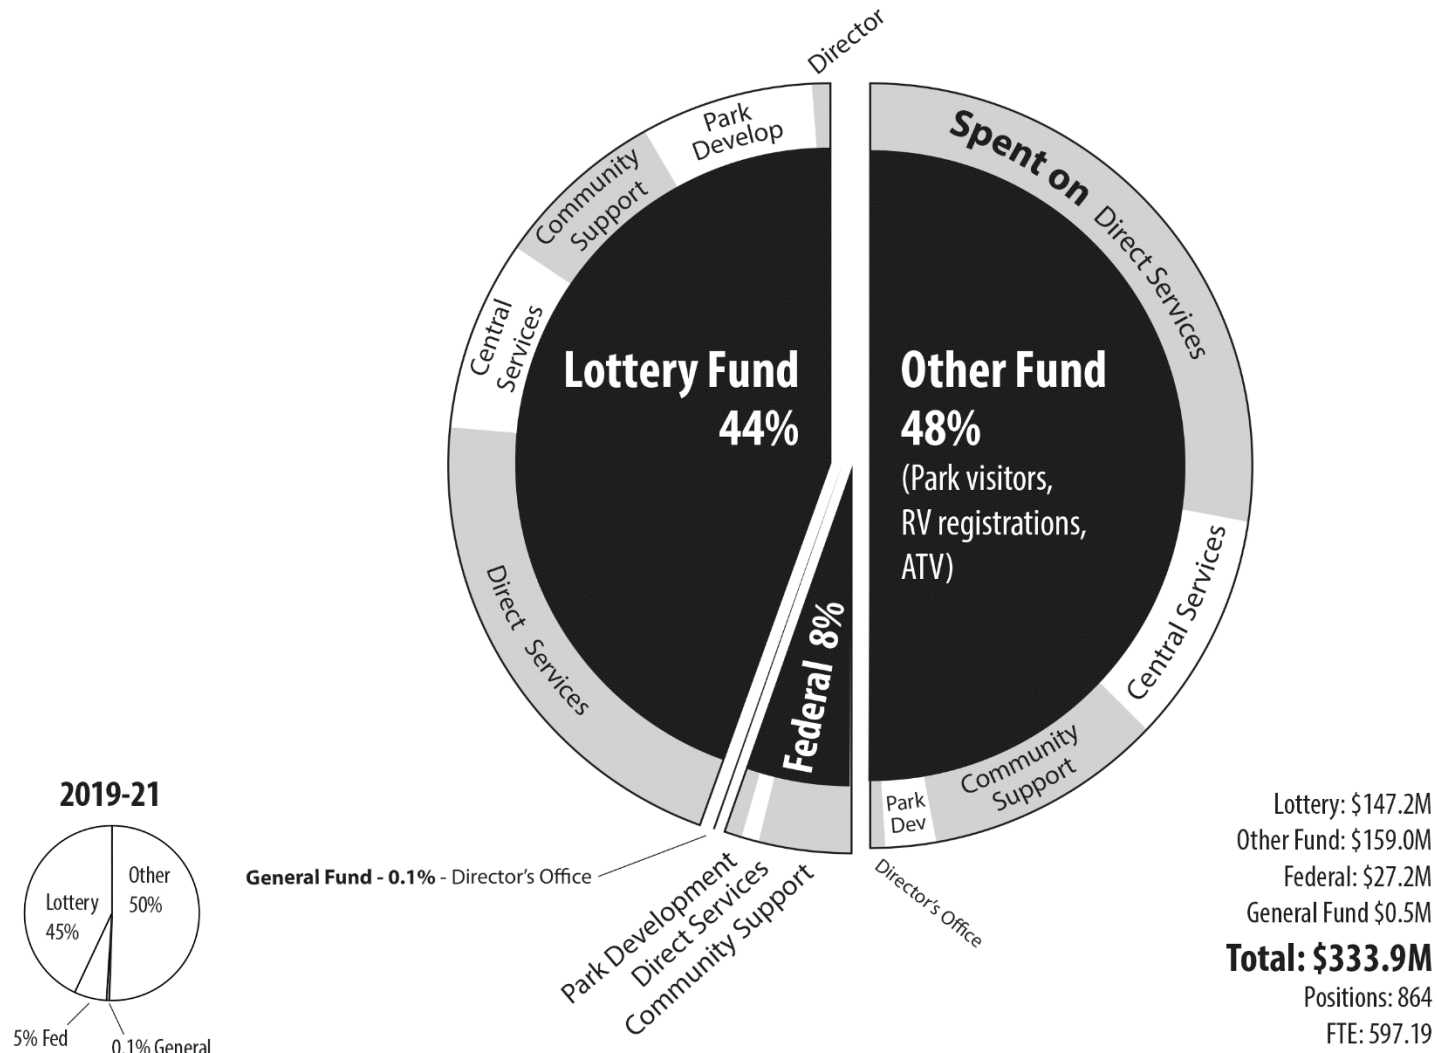 Director
Park
Develop
Community
Support
Central
Services
Direct Services
Lottery Fund
44%
Spent on Direct Services
Other Fund
48%
(Park visitors,
RV registrations,
ATV)
Central Services
Community
Support
Park
Dev
Director's Office
Federal 8%
Park Development
Direct Services
Community Support
General Fund - 0.1% - Director's Office
2019-21
Lottery
45%
Other
50%
5% Fed
0.1% General
Lottery: $147.2M
Other Fund: $159.0M
Federal: $27.2M
General Fund $0.5M
Total: $333.9M
Positions: 864
FTE: 597.19